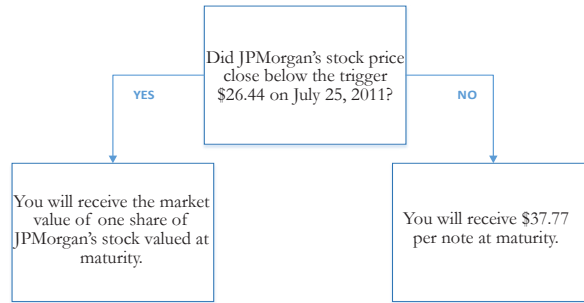 Did JPMorgan's stock price
close below the trigger
$26.44 on July 25, 2011?
YES
NO
You will receive the market
value of one share of
JPMorgan's stock valued at
maturity.
You will receive $37.77
per note at maturity.